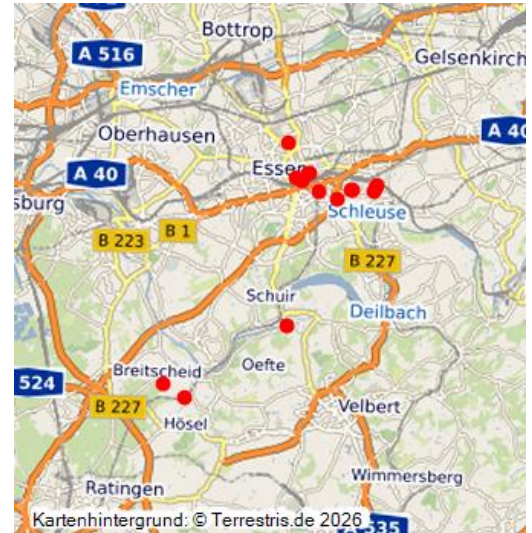 Bottrop
A 516
Gelsenkirch
Emscher
Oberhausen
A 40
Essen
A 40
sburg
Schleuse
B 223
B 1
B 227
Schuir
Deilbach
Breitscheid
Oefte
524
B 227
Velbert
Hösel
Wimmersberg
Ratingen
Kartenhintergrund: © Terrestris.de 2026
A 535